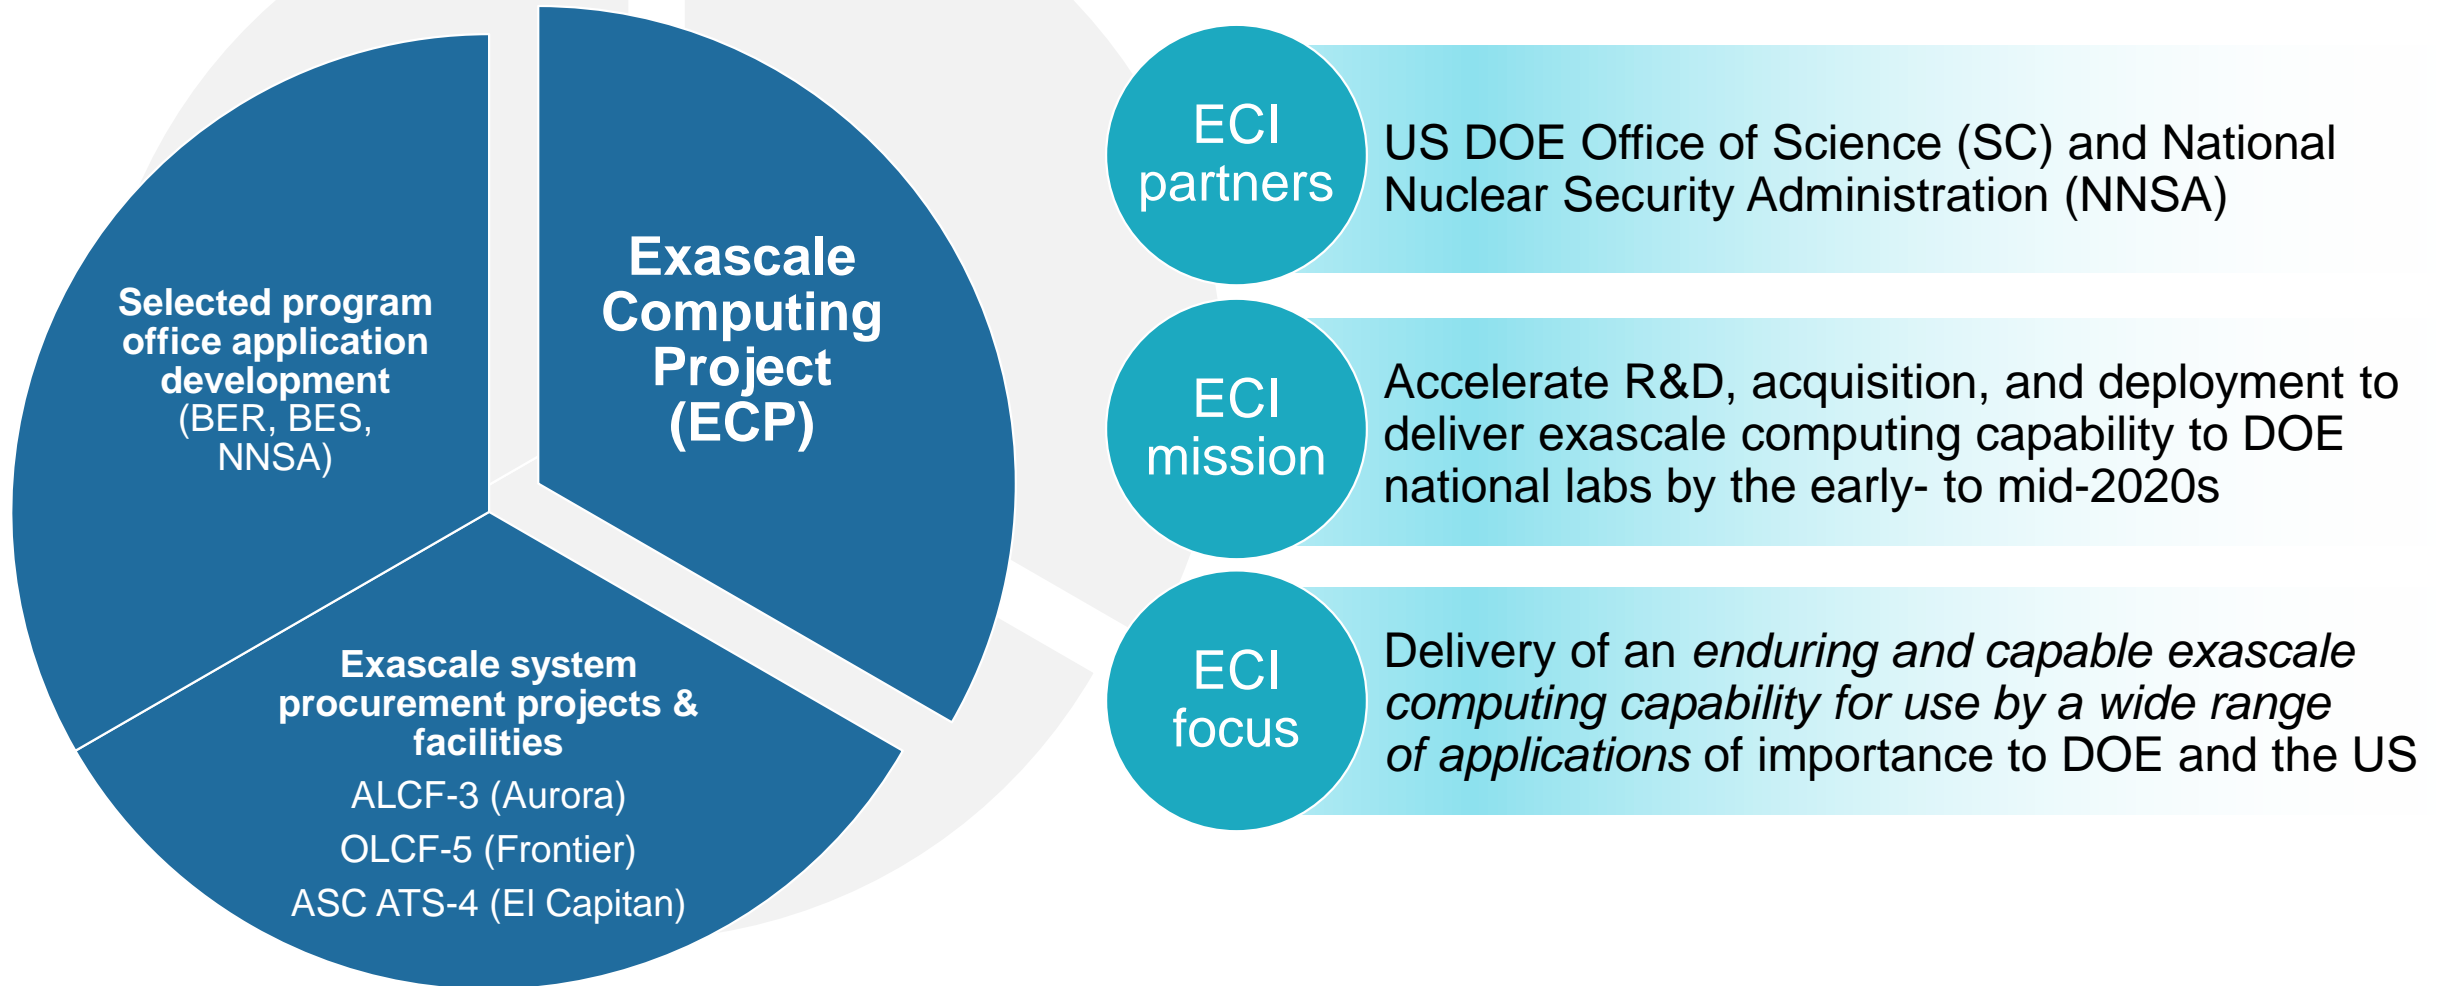 Selected program
office application
development
(BER, BES,
NNSA)
Exascale
Computing
Project
(ECP)
Exascale system
procurement projects &
facilities
ALCF-3 (Aurora)
OLCF-5 (Frontier)
ASC ATS-4 (El Capitan)
ECI
partners
US DOE Office of Science (SC) and National
Nuclear Security Administration (NNSA)
ECI
mission
Accelerate R&D, acquisition, and deployment to
deliver exascale computing capability to DOE
national labs by the early- to mid-2020s
ECI
focus
Delivery of an enduring and capable exascale
computing capability for use by a wide range
of applications of importance to DOE and the US